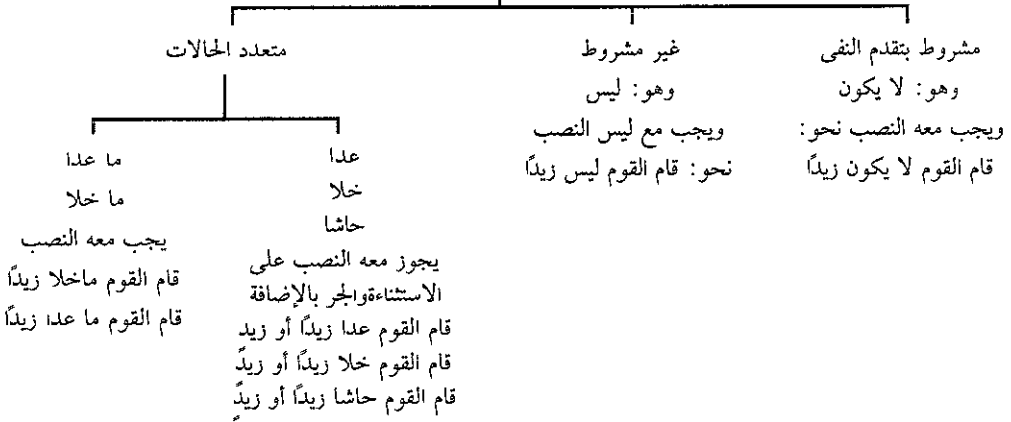 مشروط بتقدم النفى
وهو: لا يكون
ويجب معه النصب نحو:
قام القوم لا يكون زيدًا
غير مشروط
وهو: ليس
ويجب مع ليس النصب
نحو: قام القوم ليس زيدًا
متعدد الحالات
عدا
خلا
حاشا
يجوز معه النصب على
الاستثناءةوالجر بالإضافة
قام القوم عدا زيدًا أو زيد
قام القوم خلا زيدًا أو زيدٍ
قام القوم حاشا زيدًا أو زيدٍ
ما عدا
ما خلا
يجب معه النصب
قام القوم ماخلا زيدًا
قام القوم ما عدا زيدًا